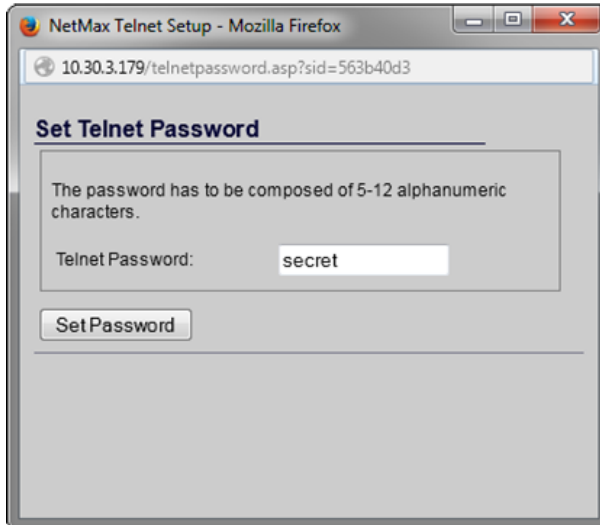 NetMax Telnet Setup - Mozilla Firefox
10.30.3.179/telnetpassword.asp?sid=563b40d3
Set Telnet Password
The password has to be composed of 5-12 alphanumeric
characters.
Telnet Password: secret
Set Password